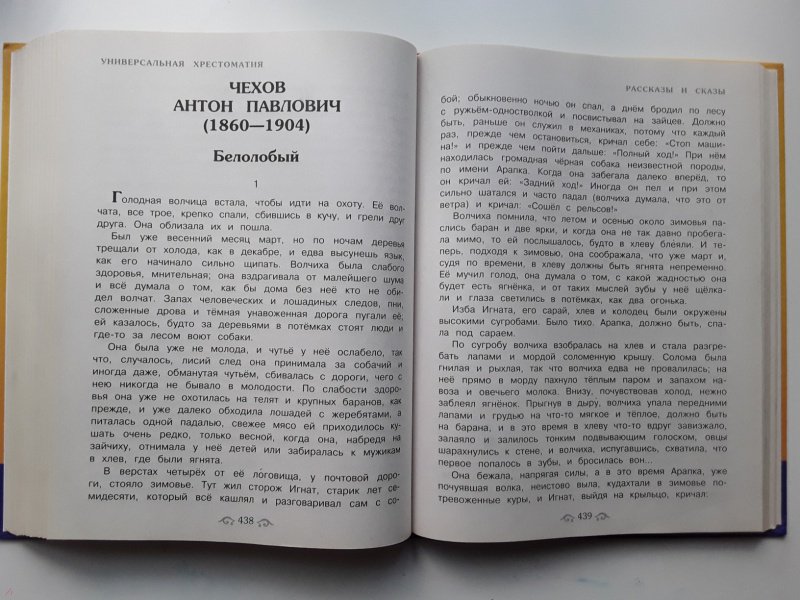 УНИВЕРСАЛЬНАЯ ХРЕСТОМАТИЯ
ЧЕХОВ
АНТОН ПАВЛОВИЧ
(1860—1904)
Белолобый
1
Голодная волчица встала, чтобы идти на охоту. Её вол-
чата, все трое, крепко спали, сбившись в кучу, и грели друг
друга. Она облизала их и пошла.
Был уже весенний месяц март, но по ночам деревья
трещали от холода, как в декабре, и едва высунешь язык,
как его начинало сильно щипать. Волчиха была слабого
здоровья, мнительная; она вздрагивала от малейшего шума
и всё думала о том, как бы дома без неё кто не оби-
дел волчат. Запах человеческих и лошадиных следов, пни,
сложенные дрова и тёмная унавоженная дорога пугали её;
ей казалось, будто за деревьями в потёмках стоят люди и
где-то за лесом воют собаки.
Она была уже не молода, и чутьё у неё ослабело, так
что, случалось, лисий след она принимала за собачий и
иногда даже, обманутая чутьём, сбивалась с дороги, чего с
нею никогда не бывало в молодости. По слабости здоро-
вья она уже не охотилась на телят и крупных баранов, как
прежде, и уже далеко обходила лошадей с жеребятами, а
питалась одной падалью; свежее мясо ей приходилось ку-
шать очень редко, только весной, когда она, набредя на
зайчиху, отнимала у неё детей или забиралась к мужикам
в хлев, где были ягнята.
В верстах четырёх от её логовища, у почтовой доро-
ги, стояло зимовье. Тут жил сторож Игнат, старик лет се-
мидесяти, который всё кашлял и разговаривал сам с со-
438
РАССКАЗЫ И СКАЗЫ
бой; обыкновенно ночью он спал, а днём бродил по лесу
с ружьём-одностволкой и посвистывал на зайцев. Должно
быть, раньше он служил в механиках, потому что каждый
раз, прежде чем остановиться, кричал себе: «Стоп маши-
на!» и прежде чем пойти дальше: «Полный ход!» При нём
находилась громадная чёрная собака неизвестной породы,
по имени Арапка. Когда она забегала далеко вперёд, то
он кричал ей: «Задний ход!» Иногда он пел и при этом
сильно шатался и часто падал (волчиха думала, что это от
ветра) и кричал: «Сошёл с рельсов!»
Волчиха помнила, что летом и осенью около зимовья па-
слись баран и две ярки, и когда она не так давно пробега-
ла мимо, то ей послышалось, будто в хлеву блеяли. И те-
перь, подходя к зимовью, она соображала, что уже март и,
судя по времени, в хлеву должны быть ягнята непременно.
Её мучил голод, она думала о том, с какой жадностью она
будет есть ягнёнка, и от таких мыслей зубы у неё щёлка-
ли и глаза светились в потёмках, как два огонька.
Изба Игната, его сарай, хлев и колодец были окружены
высокими сугробами. Было тихо. Арапка, должно быть, спа-
ла под сараем.
По сугробу волчиха взобралась на хлев и стала разгре-
бать лапами и мордой соломенную крышу. Солома была
гнилая и рыхлая, так что волчиха едва не провалилась; на
неё прямо в морду пахнуло тёплым паром и запахом наво-
за и овечьего молока. Внизу, почувствовав холод, нежно
заблеял ягнёнок. Прыгнув в дыру, волчиха упала передними
лапами и грудью на что-то мягкое и тёплое, должно быть
на барана, и в это время в хлеву что-то вдруг завизжало,
залаяло и залилось тонким подвывающим голоском, овцы
шарахнулись к стене, и волчиха, испугавшись, схватила, что
первое попалось в зубы, и бросилась вон...
Она бежала, напрягая силы, а в это время Арапка, уже
почуявшая волка, неистово выла, кудахтали в зимовье по-
тревоженные куры, и Игнат, выйдя на крыльцо, кричал:
439